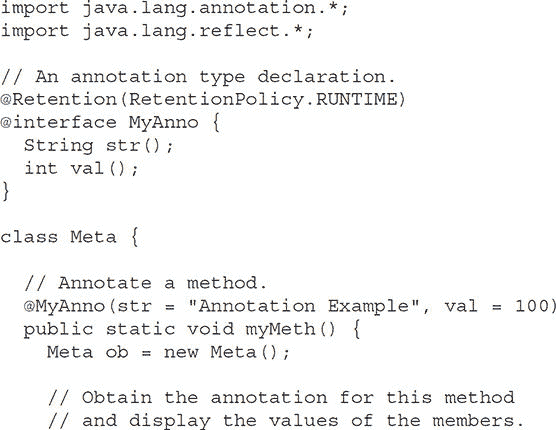 import java.lang.annotation.*;
import java.lang.reflect.*;

// An annotation type declaration.
@Retention(RetentionPolicy.RUNTIME)
@interface MyAnno {
  String str();
  int val();
}

class Meta {

  // Annotate a method.
  @MyAnno(str = "Annotation Example", val = 100)
  public static void myMeth() {
    Meta ob = new Meta();

    // Obtain the annotation for this method
    // and display the values of the members.